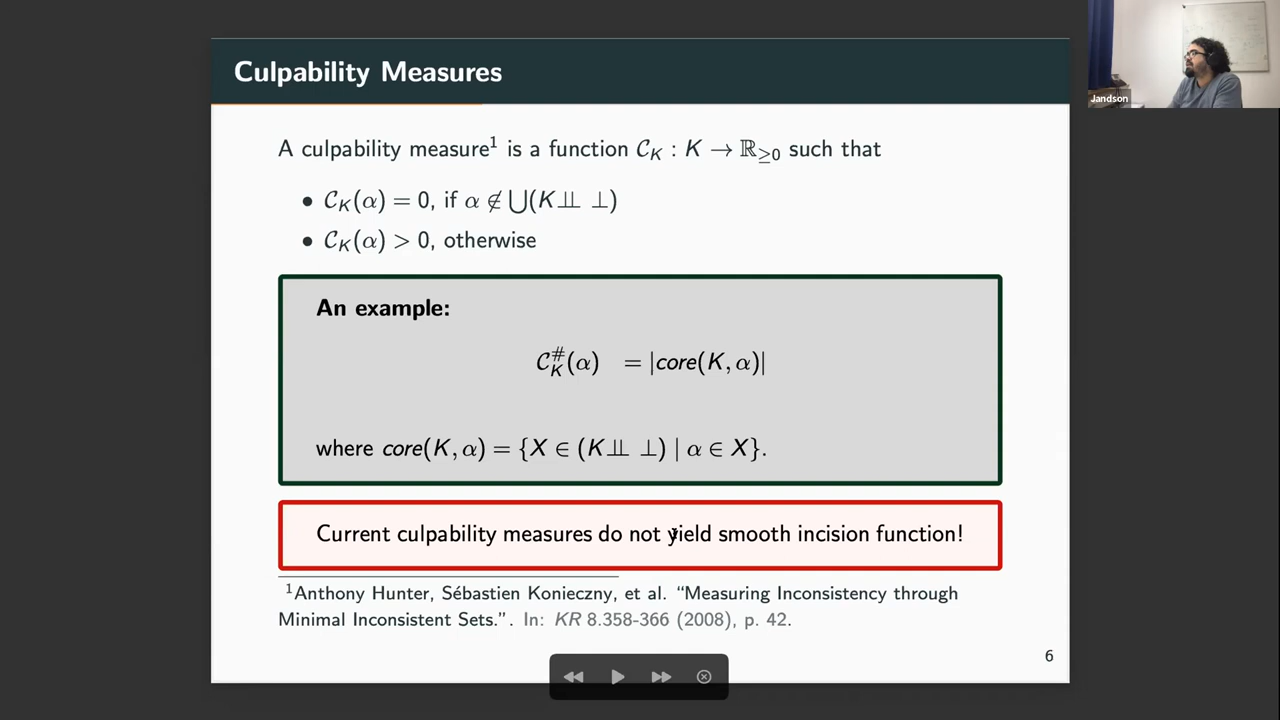 Culpability Measures
Jandson
A culpability measure¹ is a function 𝒞_K : K → ℝ≥0 such that
• 𝒞_K(α) = 0, if α ∉ ⋃(K⫫ ⊥)
• 𝒞_K(α) > 0, otherwise
An example:
𝒞_K^#(α) = |core(K, α)|
where core(K, α) = {X ∈ (K⫫ ⊥) | α ∈ X}.
Current culpability measures do not yield smooth incision function!
¹Anthony Hunter, Sébastien Konieczny, et al. “Measuring Inconsistency through
Minimal Inconsistent Sets.”. In: KR 8.358-366 (2008), p. 42.
6